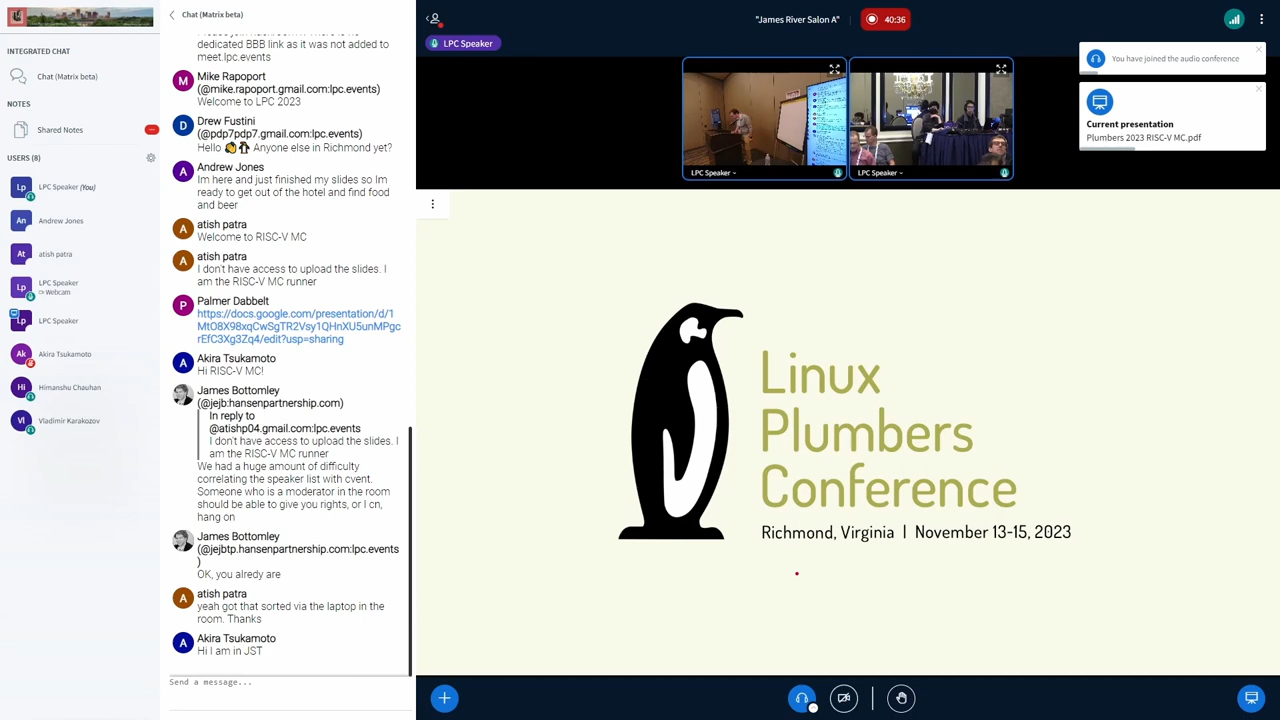 INTEGRATED CHAT
Chat (Matrix beta)
NOTES
Shared Notes
USERS (8)
Lp
LPC Speaker (You)
An
Andrew Jones
At
atish patra
Lp
LPC Speaker
Webcam
Lp
LPC Speaker
Ak
Akira Tsukamoto
Hi
Himanshu Chauhan
Vl
Vladimir Karakozov
Chat (Matrix beta)
dedicated BBB link as it was not added to
meet.lpc.events
M
Mike Rapoport
(@mike.rapoport.gmail.com:lpc.events)
Welcome to LPC 2023
D
Drew Fustini
(@pdp7pdp7.gmail.com:lpc.events)
Hello 👏 🐧 Anyone else in Richmond yet?
A
Andrew Jones
Im here and just finished my slides so Im
ready to get out of the hotel and find food
and beer
A
atish patra
Welcome to RISC-V MC
A
atish patra
I don't have access to upload the slides. I
am the RISC-V MC runner
P
Palmer Dabbelt
https://docs.google.com/presentation/d/1
MtO8X98xqCwSgTR2Vsy1QHnXU5unMPgc
rEfC3Xg3Zq4/edit?usp=sharing
A
Akira Tsukamoto
Hi RISC-V MC!
James Bottomley
(@jejb:hansenpartnership.com)
In reply to
@atishp04.gmail.com:lpc.events
I don't have access to upload the slides. I
am the RISC-V MC runner
We had a huge amount of difficulty
correlating the speaker list with cvent.
Someone who is a moderator in the room
should be able to give you rights, or I cn,
hang on
James Bottomley
(@jejbtp.hansenpartnership.com:lpc.events
)
OK, you alredy are
A
atish patra
yeah got that sorted via the laptop in the
room. Thanks
A
Akira Tsukamoto
Hi I am in JST
Send a message...
"James River Salon A"
40:36
LPC Speaker
LPC Speaker
LPC Speaker
You have joined the audio conference
Current presentation
Plumbers 2023 RISC-V MC.pdf
Linux
Plumbers
Conference
Richmond, Virginia | November 13-15, 2023